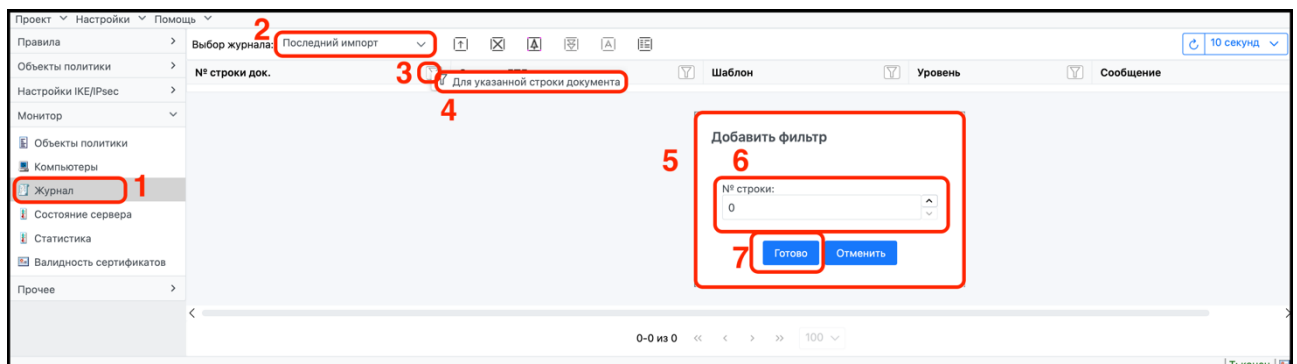 Проект Настройки Помощь
2
Правила
Выбор журнала: Последний импорт
10 секунд
Объекты политики
№ строки док.
3
Шаблон
Уровень
Сообщение
Для указанной строки документа
Настройки IKE/IPsec
4
Монитор
Добавить фильтр
Объекты политики
5
6
Компьютеры
№ строки:
Журнал
1
0
Состояние сервера
Статистика
7
Готово
Отменить
Валидность сертификатов
Прочее
0-0 из 0 << < > >> 100